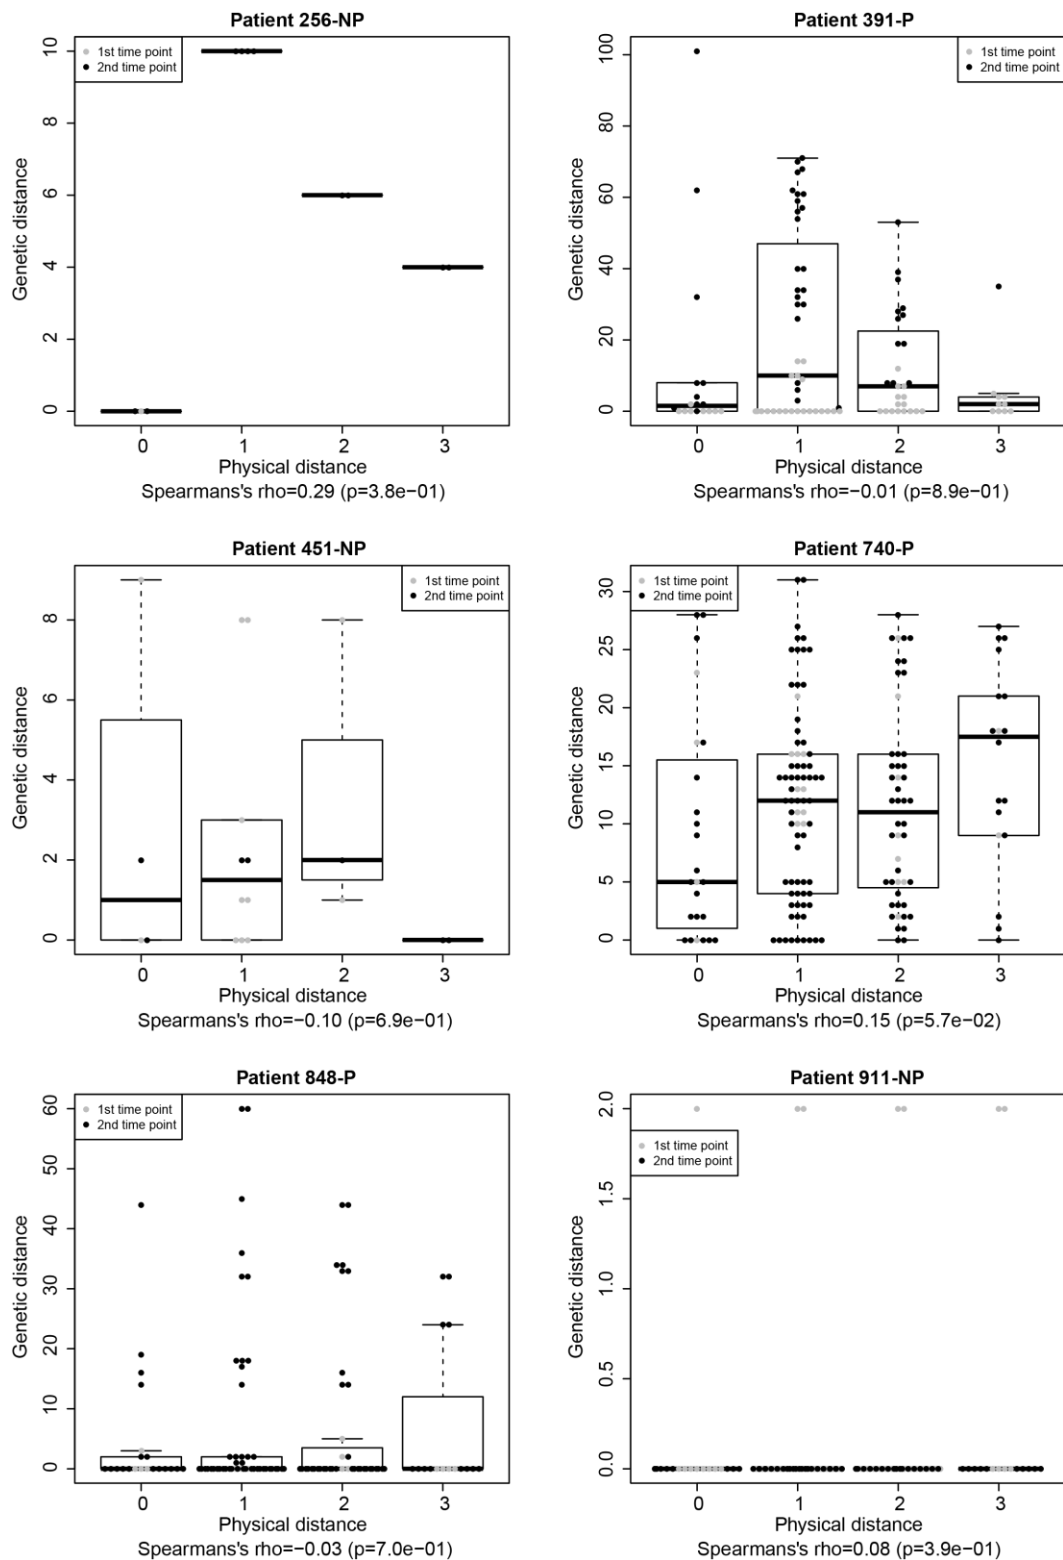 Patient 256-NP
1st time point
2nd time point
Genetic distance
10
8
6
4
2
0
0 1 2 3
Physical distance
Spearmans's rho=0.29 (p=3.8e−01)
Patient 391-P
1st time point
2nd time point
Genetic distance
100
80
60
40
20
0
0 1 2 3
Physical distance
Spearmans's rho=−0.01 (p=8.9e−01)
Patient 451-NP
1st time point
2nd time point
Genetic distance
8
6
4
2
0
0 1 2 3
Physical distance
Spearmans's rho=−0.10 (p=6.9e−01)
Patient 740-P
1st time point
2nd time point
Genetic distance
30
25
20
15
10
5
0
0 1 2 3
Physical distance
Spearmans's rho=0.15 (p=5.7e−02)
Patient 848-P
1st time point
2nd time point
Genetic distance
60
50
40
30
20
10
0
0 1 2 3
Physical distance
Spearmans's rho=−0.03 (p=7.0e−01)
Patient 911-NP
1st time point
2nd time point
Genetic distance
2.0
1.5
1.0
0.5
0.0
0 1 2 3
Physical distance
Spearmans's rho=0.08 (p=3.9e−01)